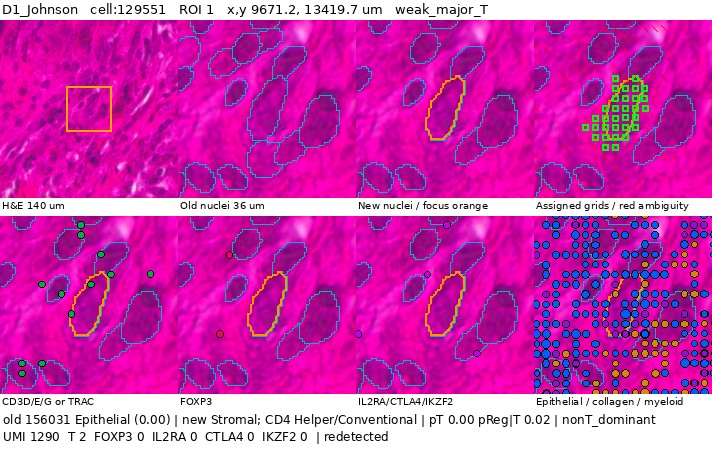 D1_Johnson cell:129551 ROI 1 x,y 9671.2, 13419.7 um weak_major_T
H&E 140 um
Old nuclei 36 um
New nuclei / focus orange
Assigned grids / red ambiguity
CD3D/E/G or TRAC
FOXP3
IL2RA/CTLA4/IKZF2
Epithelial / collagen / myeloid
old 156031 Epithelial (0.00) | new Stromal; CD4 Helper/Conventional | pT 0.00 pReg|T 0.02 | nonT_dominant
UMI 1290 T 2 FOXP3 0 IL2RA 0 CTLA4 0 IKZF2 0 | redetected